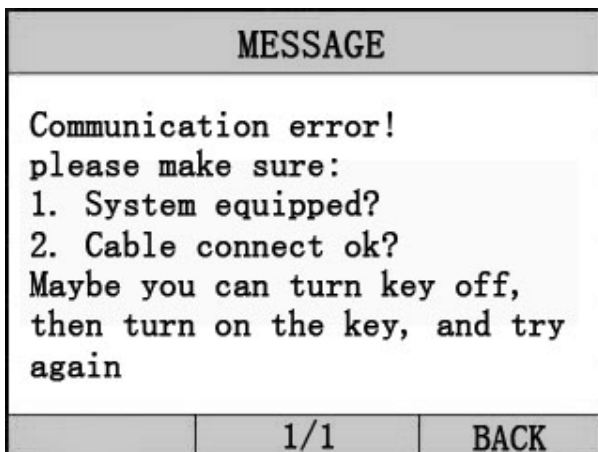 MESSAGE
Communication error!
please make sure:
1. System equipped?
2. Cable connect ok?
Maybe you can turn key off,
then turn on the key, and try
again
1/1
BACK